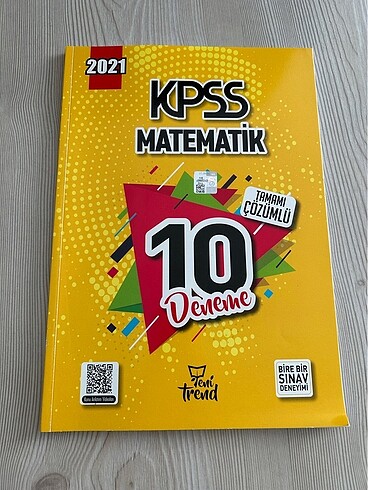 2021
KPSS
MATEMATİK
TAMAMI
ÇÖZÜMLÜ
10
Deneme
BİRE BİR
SINAV
DENEYİMİ
Yeni
trend